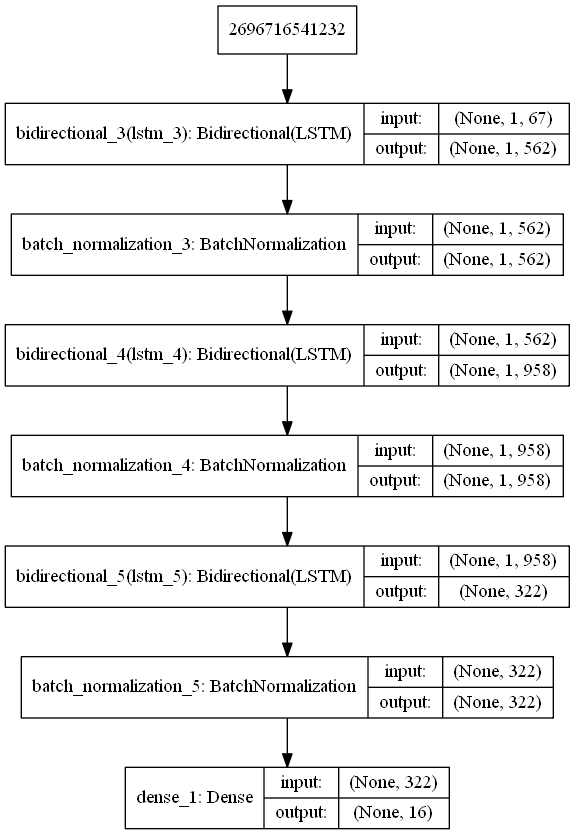 2696716541232
bidirectional_3(lstm_3): Bidirectional(LSTM)
input: (None, 1, 67)
output: (None, 1, 562)
batch_normalization_3: BatchNormalization
input: (None, 1, 562)
output: (None, 1, 562)
bidirectional_4(lstm_4): Bidirectional(LSTM)
input: (None, 1, 562)
output: (None, 1, 958)
batch_normalization_4: BatchNormalization
input: (None, 1, 958)
output: (None, 1, 958)
bidirectional_5(lstm_5): Bidirectional(LSTM)
input: (None, 1, 958)
output: (None, 322)
batch_normalization_5: BatchNormalization
input: (None, 322)
output: (None, 322)
dense_1: Dense
input: (None, 322)
output: (None, 16)